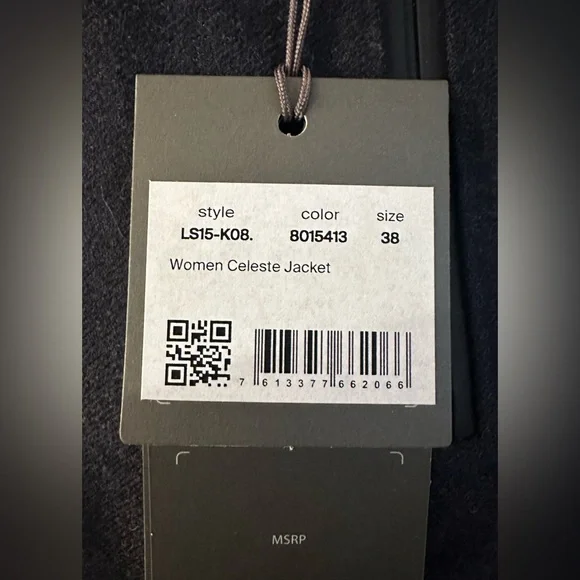 style color size
LS15-K08. 8015413 38
Women Celeste Jacket
7 613377 662066
MSRP